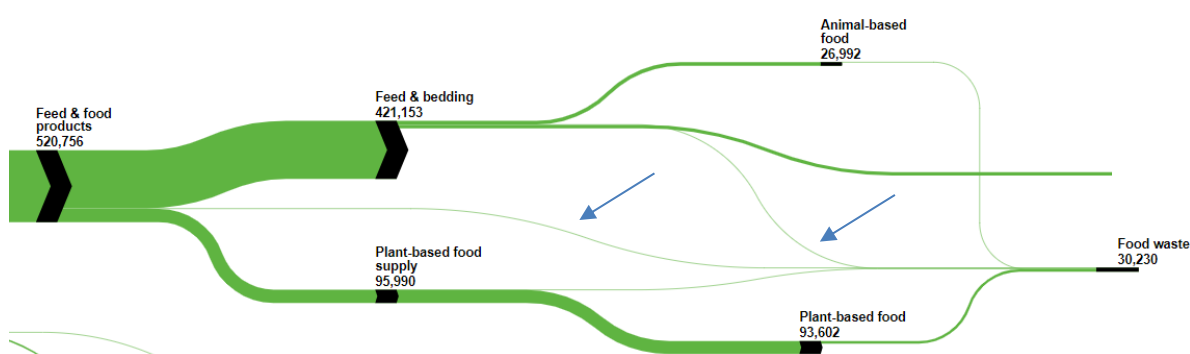 Animal-based
food
26,992
Feed & bedding
421,153
Feed & food
products
520,756
Food waste
30,230
Plant-based food
supply
95,990
Plant-based food
93,602